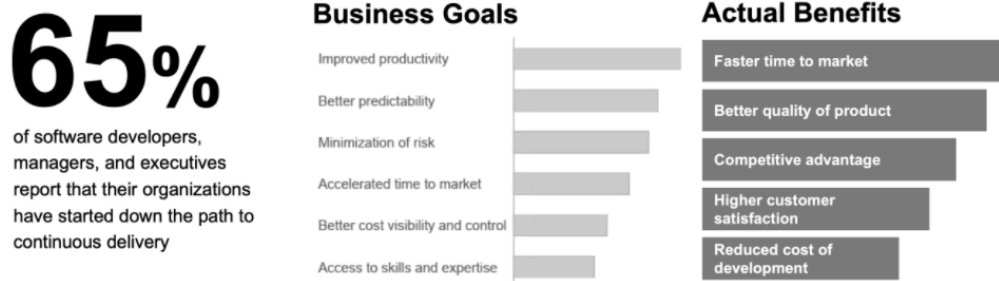 65%
of software developers,
managers, and executives
report that their organizations
have started down the path to
continuous delivery
Business Goals
Improved productivity
Better predictability
Minimization of risk
Accelerated time to market
Better cost visibility and control
Access to skills and expertise
Actual Benefits
Faster time to market
Better quality of product
Competitive advantage
Higher customer
satisfaction
Reduced cost of
development